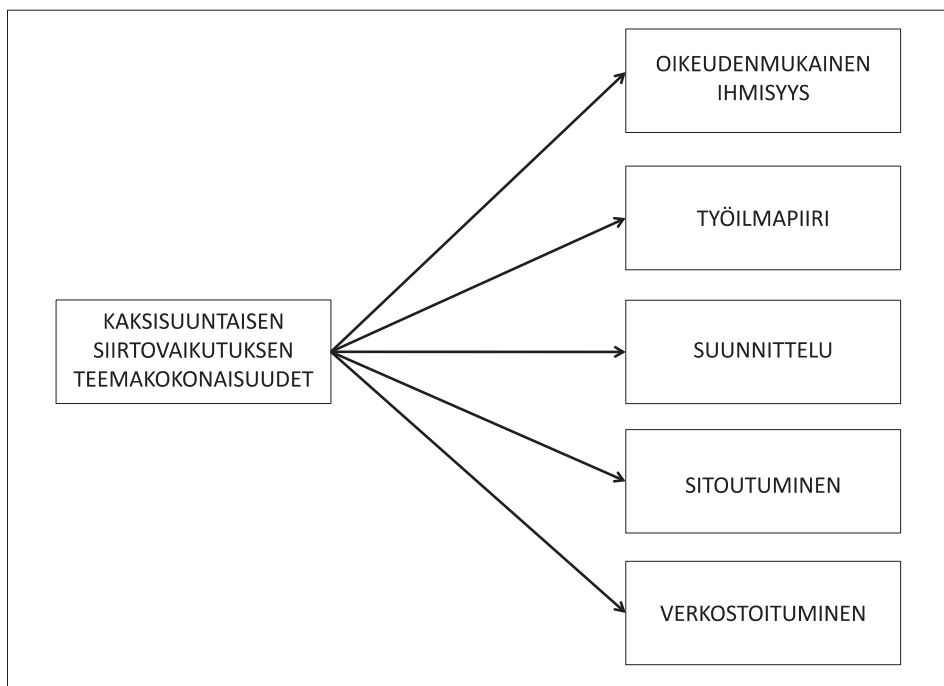 OIKEUDENMUKAINEN
IHMISYYS
TYÖILMAPIIRI
KAKSISUUNTAISEN
SIIRTOVAIKUTUKSEN
TEEMAKOKONAISUUDET
SUUNNITTELU
SITOUTUMINEN
VERKOSTOITUMINEN